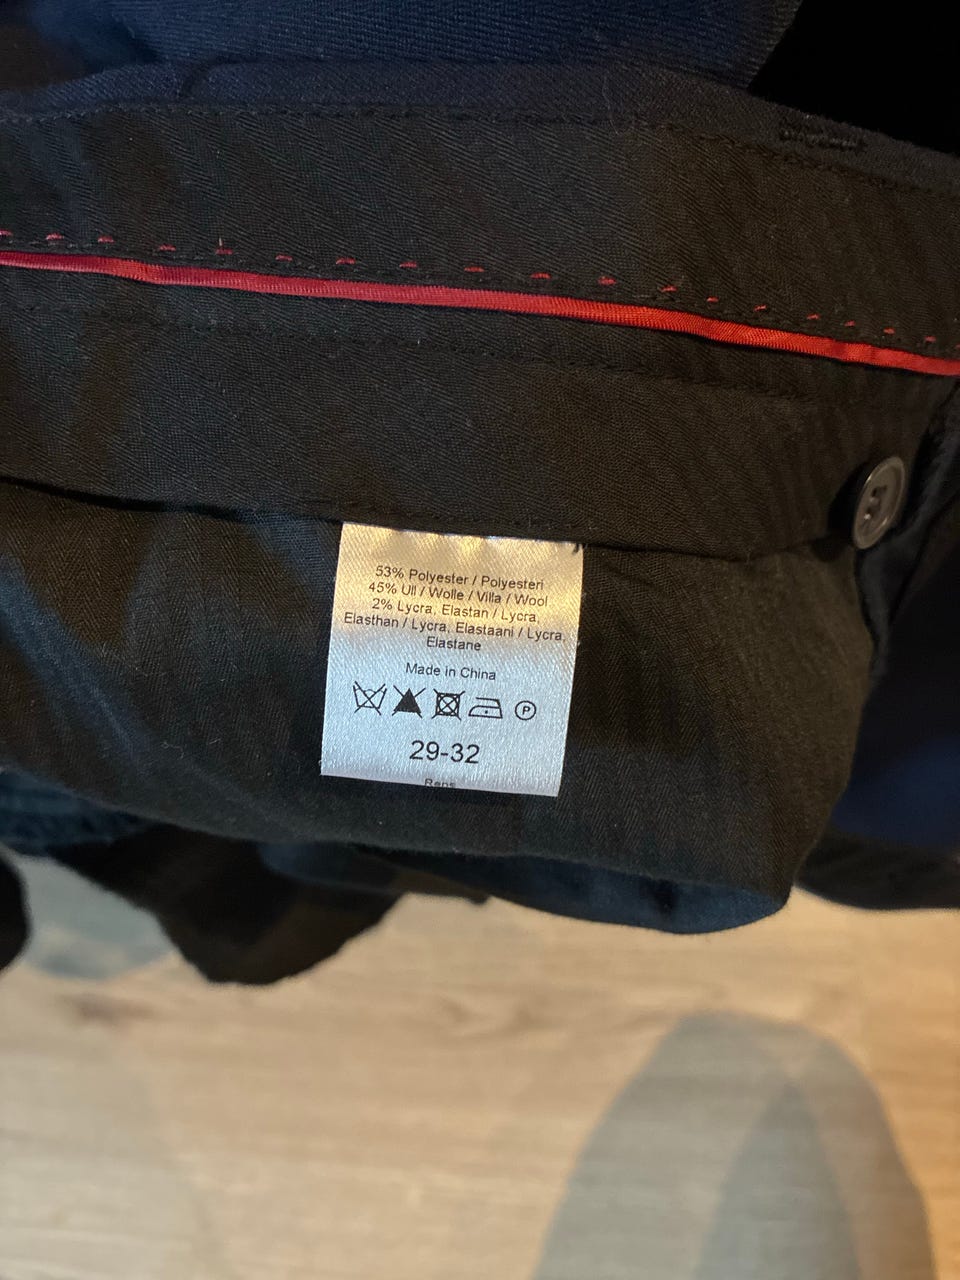 53% Polyester / Polyesteri
45% Ull / Wolle / Villa / Wool
2% Lycra, Elastan / Lycra,
Elasthan / Lycra, Elastaani / Lycra,
Elastane
Made in China
P
29-32
Rens